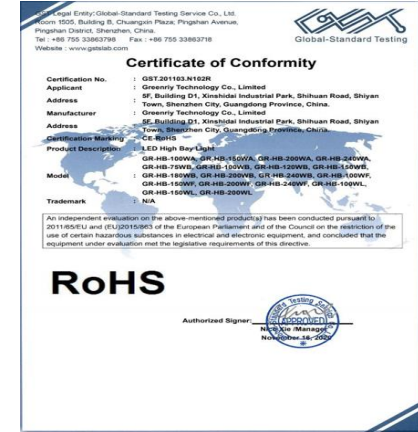 Legal Entity: Global-Standard Testing Service Co., Ltd.
Room 1505, Building B, Chuangxin Plaza; Pingshan Avenue,
Pingshan District, Shenzhen, China.
Tel : +86 755 33863798 Fax : +86 755 33863718
Website : www.gstslab.com
Global-Standard Testing
Certificate of Conformity
Certification No. : GST.201103.N102R
Applicant : Greenriy Technology Co., Limited
Address : 5F, Building D1, Xinshidai Industrial Park, Shihuan Road, Shiyan
Town, Shenzhen City, Guangdong Province, China.
Manufacturer : Greenriy Technology Co., Limited
Address : 5F, Building D1, Xinshidai Industrial Park, Shihuan Road, Shiyan
Town, Shenzhen City, Guangdong Province, China.
Certification Marking : CE-RoHS
Product Description : LED High Bay Light
Model : GR-HB-100WA, GR-HB-150WA, GR-HB-200WA, GR-HB-240WA,
GR-HB-75WB, GR-HB-100WB, GR-HB-120WB, GR-HB-150WB,
GR-HB-180WB, GR-HB-200WB, GR-HB-240WB, GR-HB-100WF,
GR-HB-150WF, GR-HB-200WF, GR-HB-240WF, GR-HB-100WL,
GR-HB-150WL, GR-HB-200WL
Trademark : N/A
An independent evaluation on the above-mentioned product(s) has been conducted pursuant to
2011/65/EU and (EU)2015/863 of the European Parliament and of the Council on the restriction of the
use of certain hazardous substances in electrical and electronic equipment, and concluded that the
equipment under evaluation met the legislative requirements of this directive.
RoHS
Authorized Signer:
APPROVED
Nice Xie /Manager
November 16, 2020